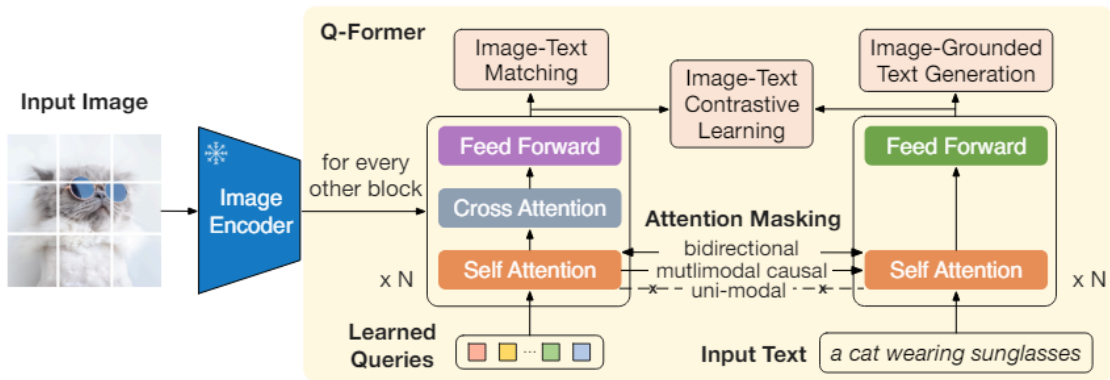 Q-Former
Input Image
Image-Text
Matching
Image-Text
Contrastive
Learning
Image-Grounded
Text Generation
Image
Encoder
for every
other block
Feed Forward
Cross Attention
Self Attention
x N
Attention Masking
bidirectional
mutlimodal causal
uni-modal
Feed Forward
Self Attention
x N
Learned
Queries
...
Input Text
a cat wearing sunglasses